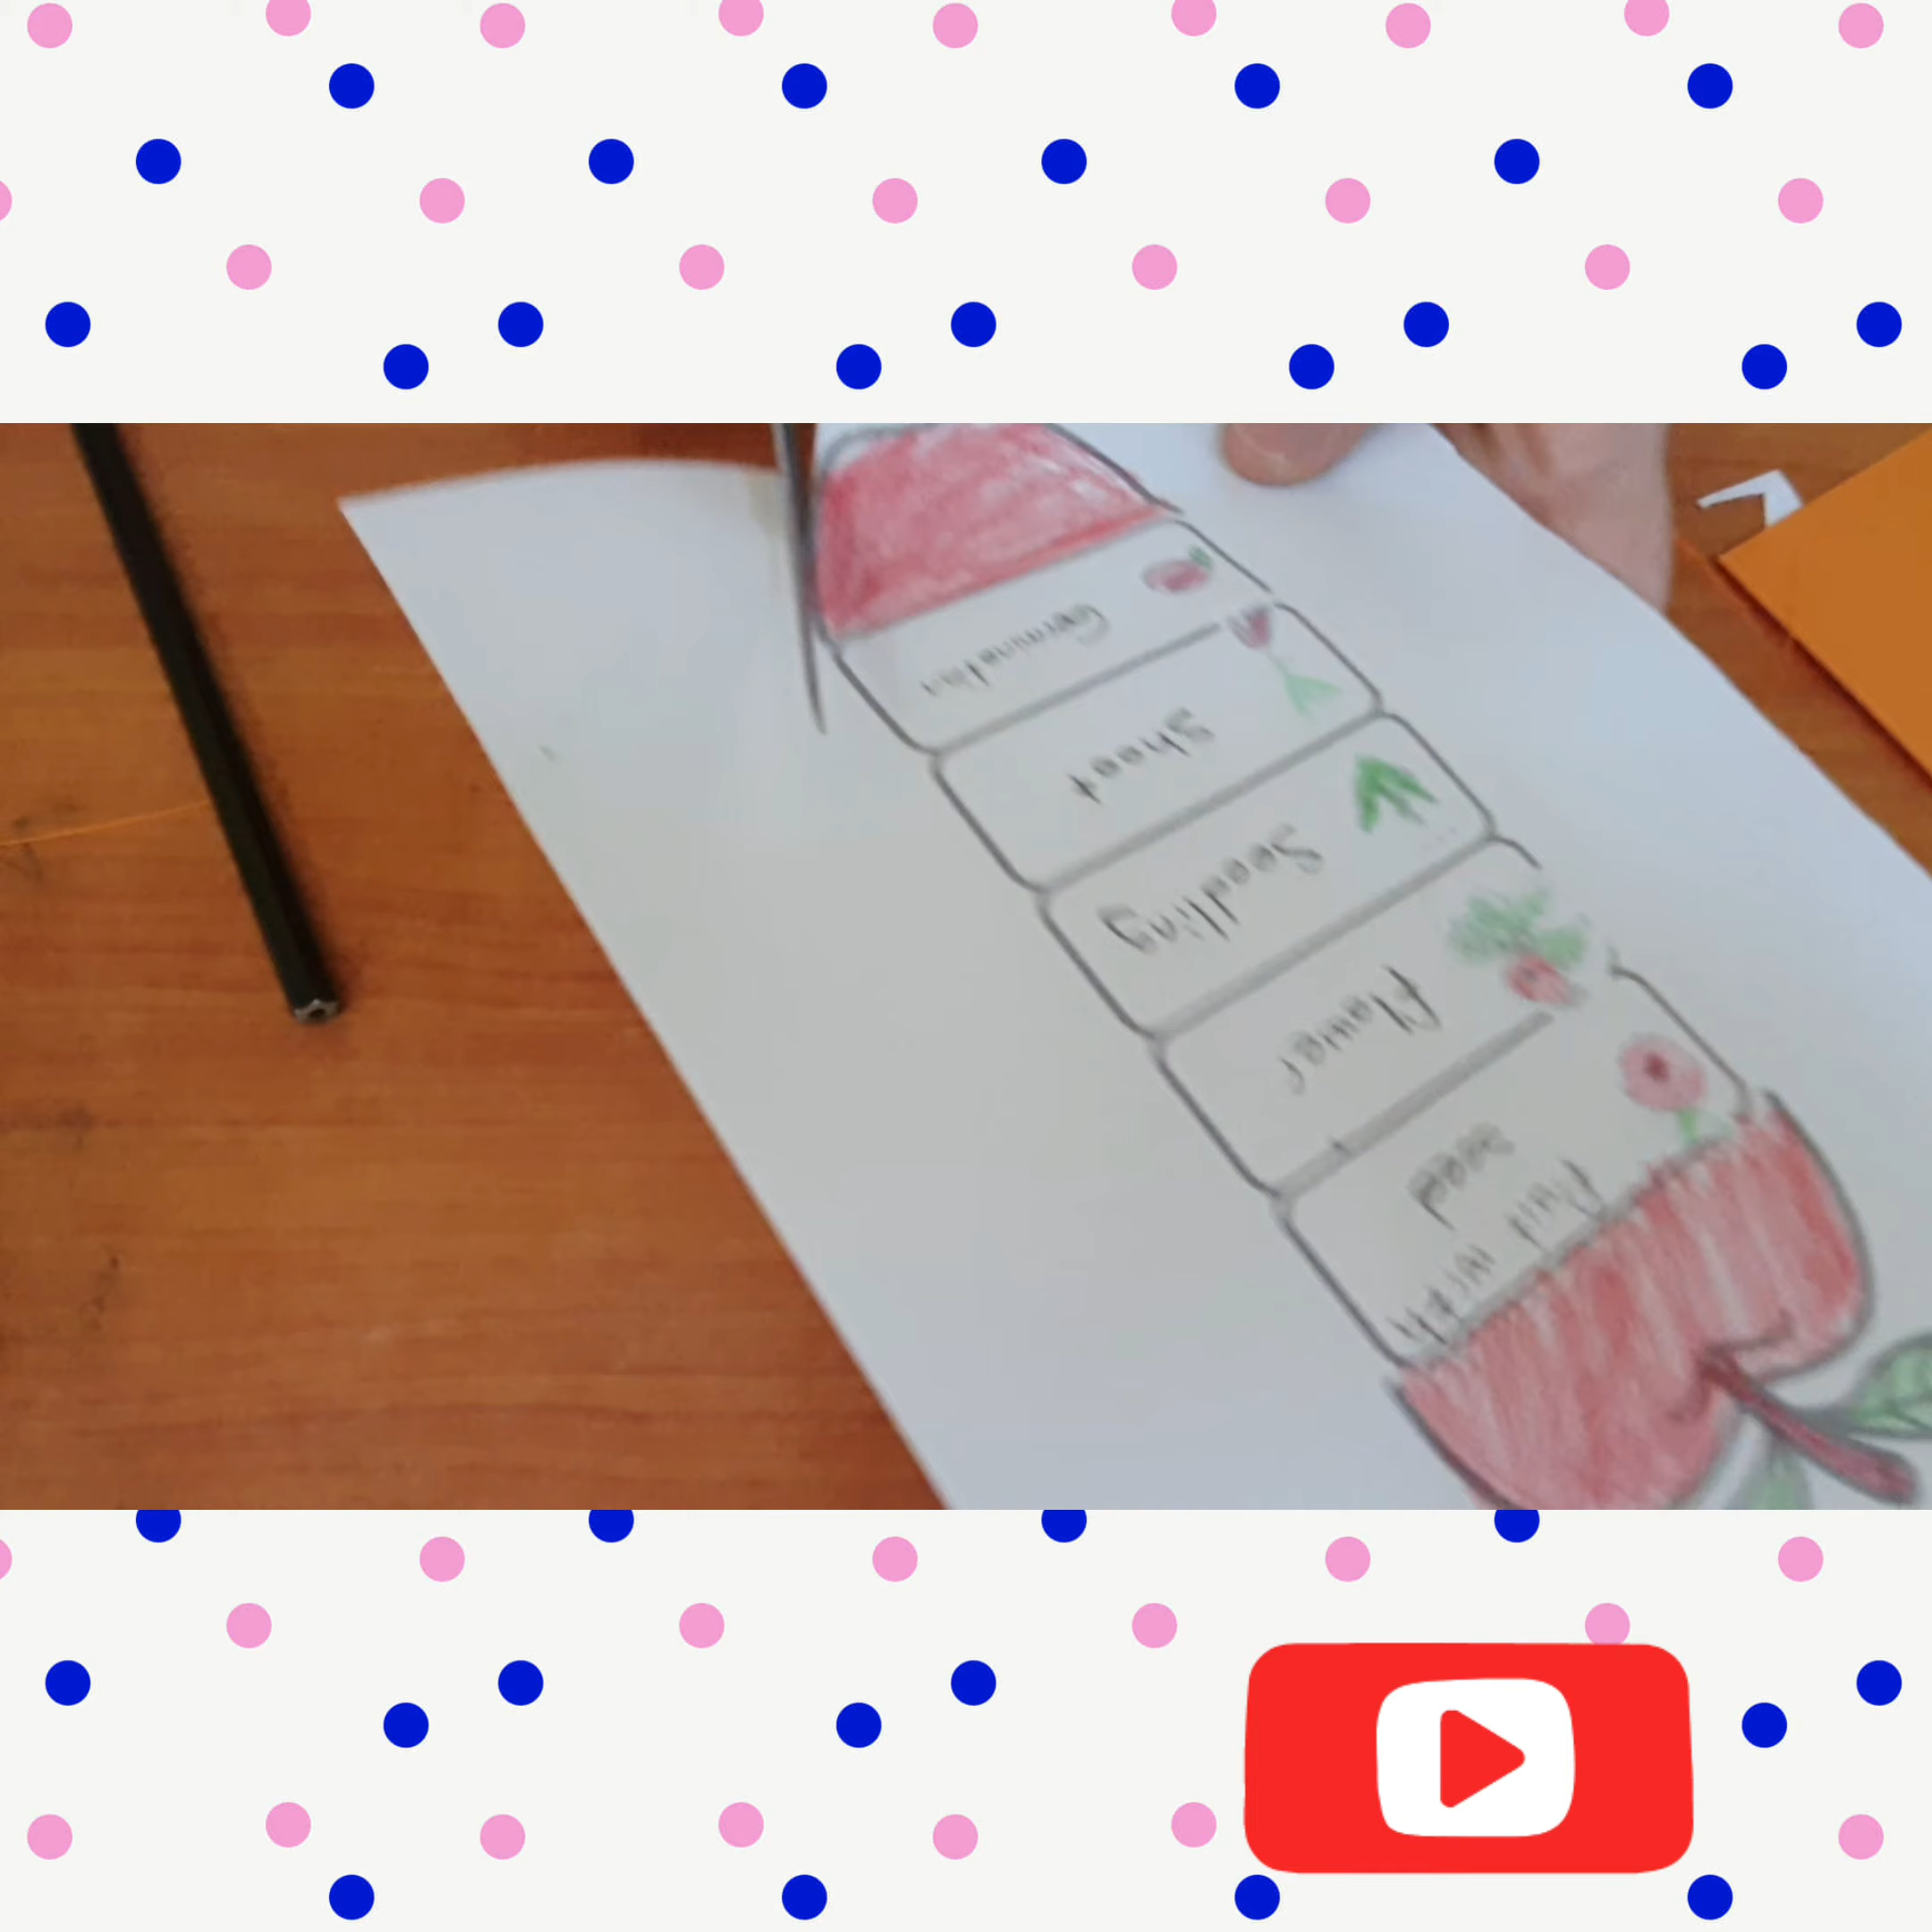 Fruit with
seed
Flower
Seedling
Shoot
Germination